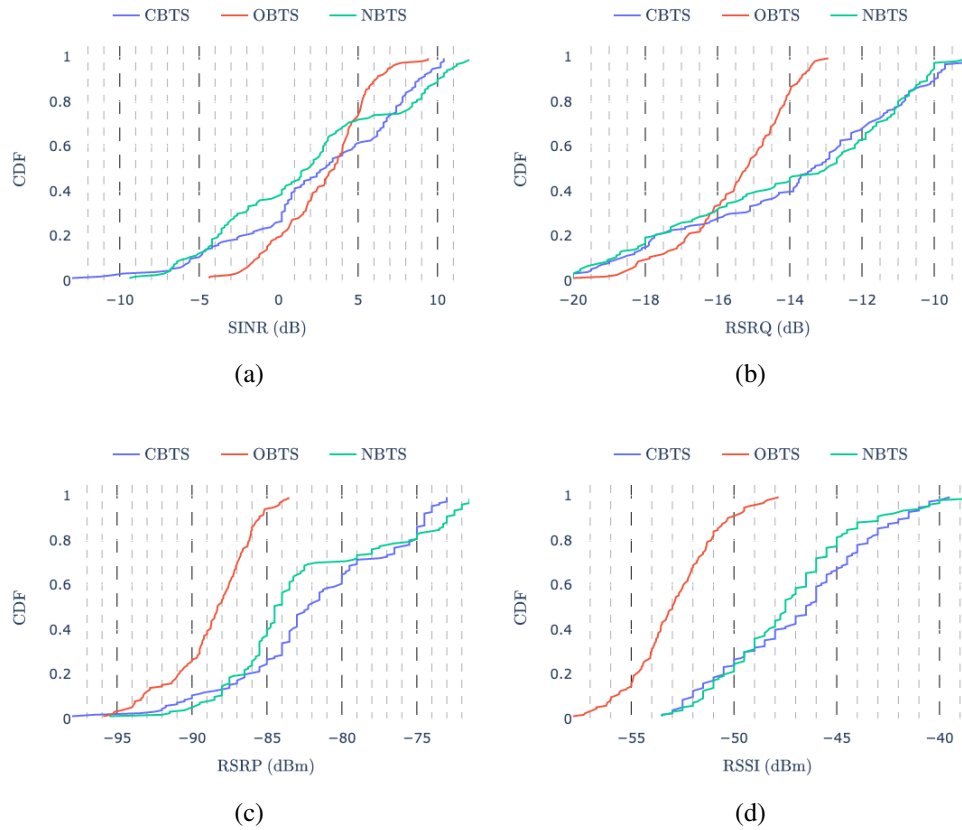 CBTS OBTS NBTS
1
0.8
0.6
0.4
0.2
0
CDF
−10 −5 0 5 10
SINR (dB)
(a)
CBTS OBTS NBTS
1
0.8
0.6
0.4
0.2
0
CDF
−20 −18 −16 −14 −12 −10
RSRQ (dB)
(b)
CBTS OBTS NBTS
1
0.8
0.6
0.4
0.2
0
CDF
−95 −90 −85 −80 −75
RSRP (dBm)
(c)
CBTS OBTS NBTS
1
0.8
0.6
0.4
0.2
0
CDF
−55 −50 −45 −40
RSSI (dBm)
(d)